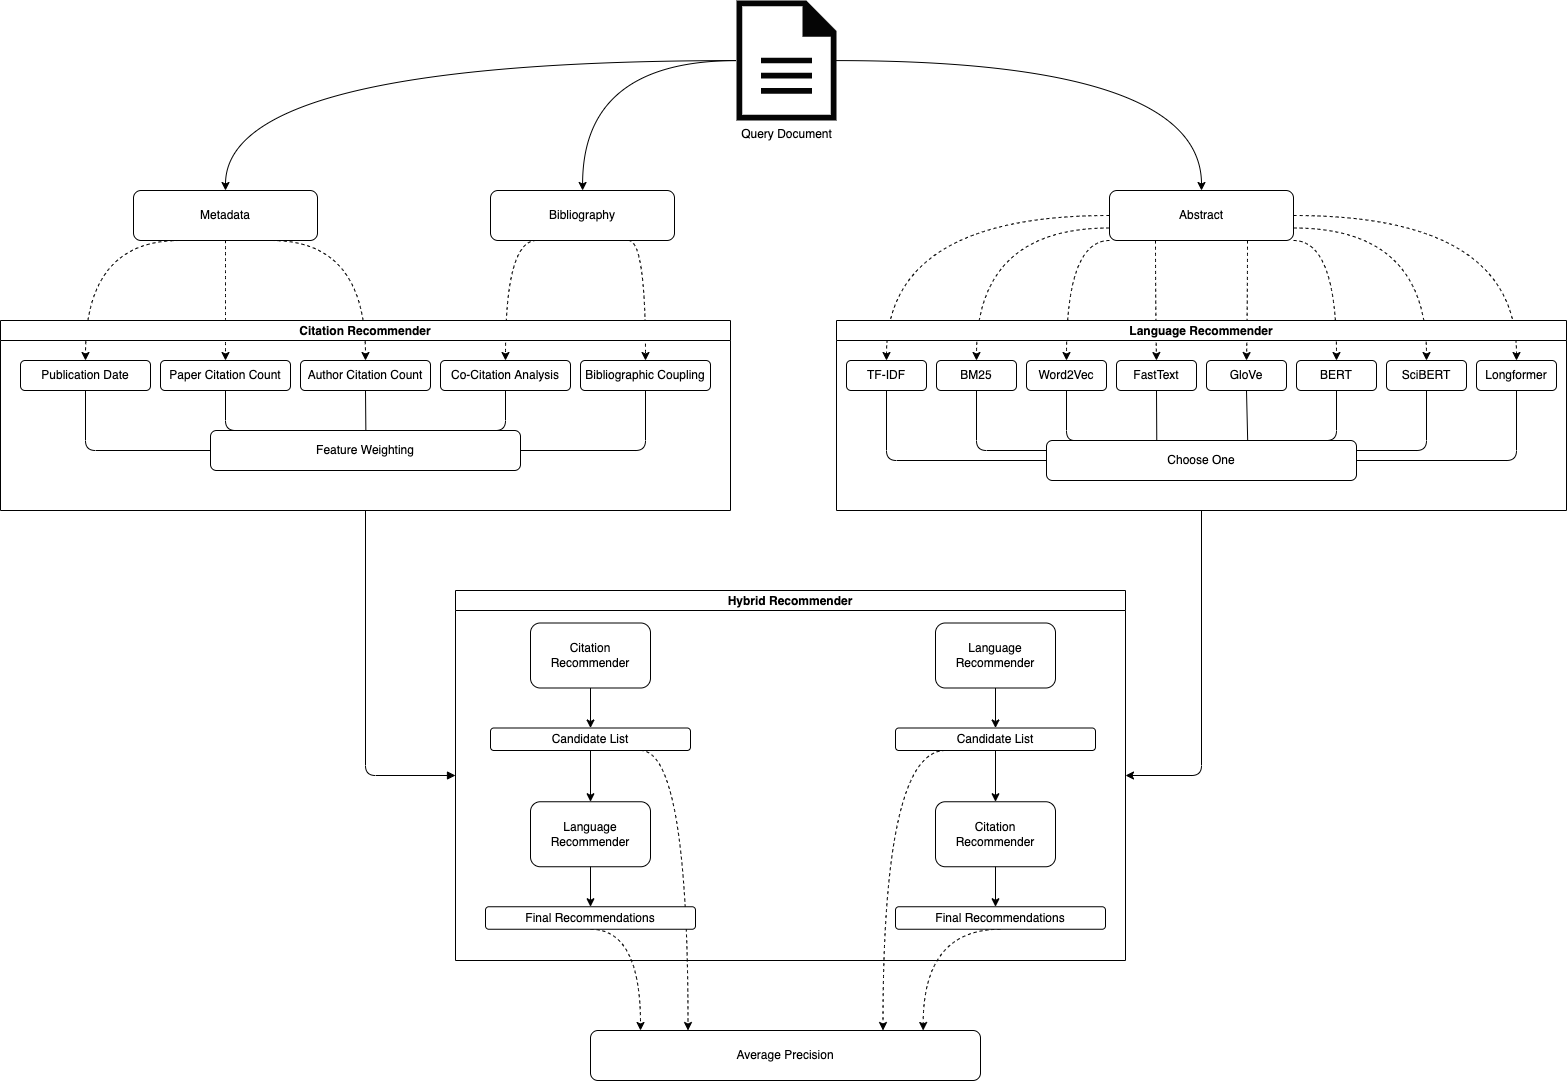 Query Document
Metadata
Bibliography
Abstract
Citation Recommender
Publication Date
Paper Citation Count
Author Citation Count
Co-Citation Analysis
Bibliographic Coupling
Feature Weighting
Language Recommender
TF-IDF
BM25
Word2Vec
FastText
GloVe
BERT
SciBERT
Longformer
Choose One
Hybrid Recommender
Citation
Recommender
Candidate List
Language
Recommender
Final Recommendations
Language
Recommender
Candidate List
Citation
Recommender
Final Recommendations
Average Precision